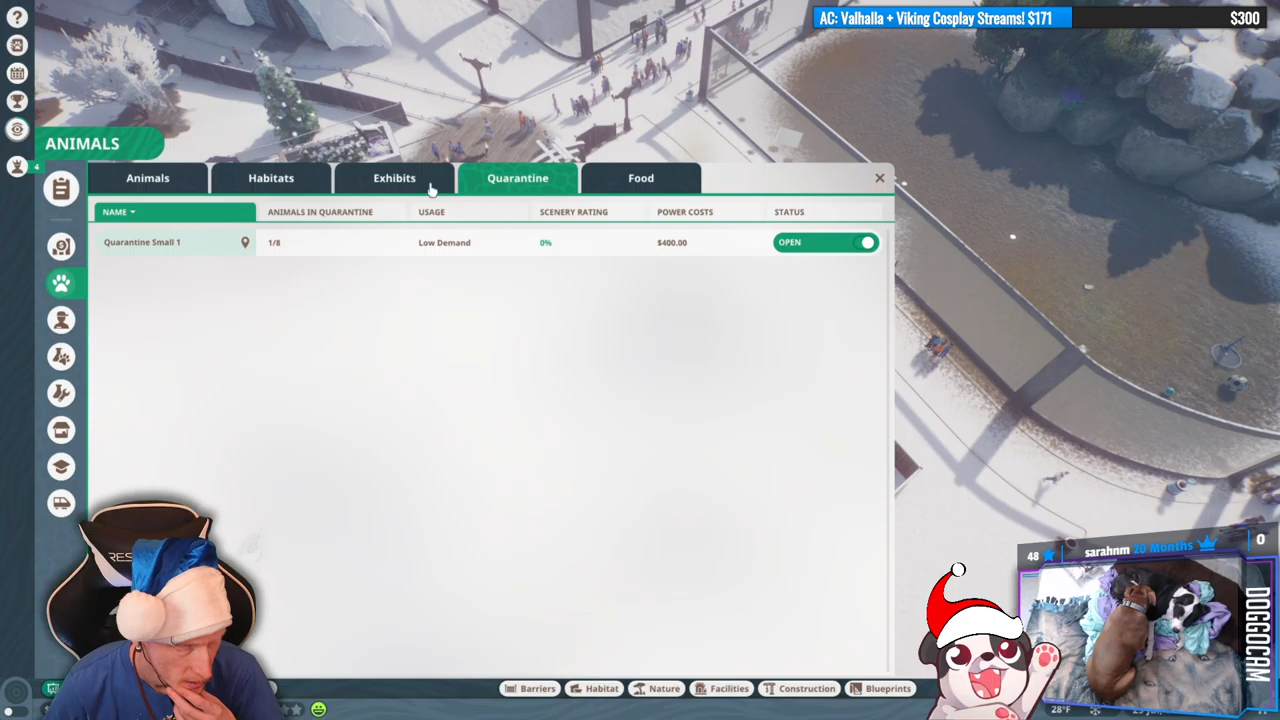 AC: Valhalla + Viking Cosplay Streams! $171
$300
ANIMALS
4
Animals
Habitats
Exhibits
Quarantine
Food
NAME
ANIMALS IN QUARANTINE
USAGE
SCENERY RATING
POWER COSTS
STATUS
Quarantine Small 1
1/8
Low Demand
0%
$400.00
OPEN
RES
48
sarahnm 20 Months
0
DOGGOCAM
Barriers
Habitat
Nature
Facilities
Construction
Blueprints
28°F